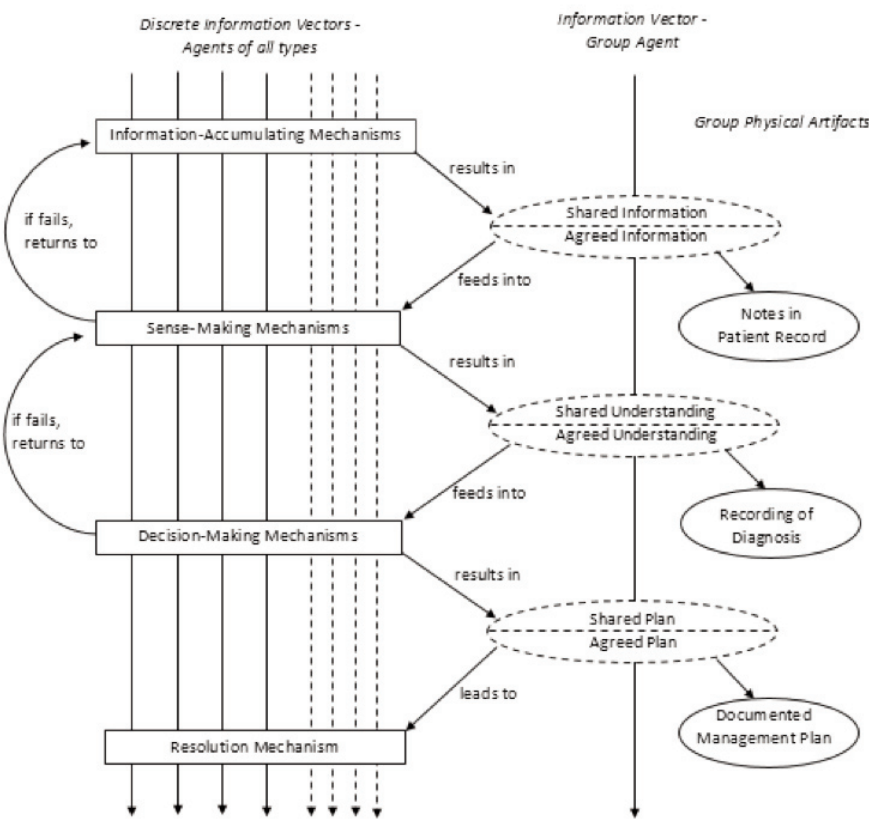 Discrete Information Vectors -
Agents of all types
Information Vector -
Group Agent
Group Physical Artifacts
Information-Accumulating Mechanisms
results in
Shared Information
Agreed Information
if fails,
returns to
feeds into
Notes in
Patient Record
Sense-Making Mechanisms
results in
Shared Understanding
Agreed Understanding
if fails,
returns to
feeds into
Recording of
Diagnosis
Decision-Making Mechanisms
results in
Shared Plan
Agreed Plan
leads to
Documented
Management Plan
Resolution Mechanism